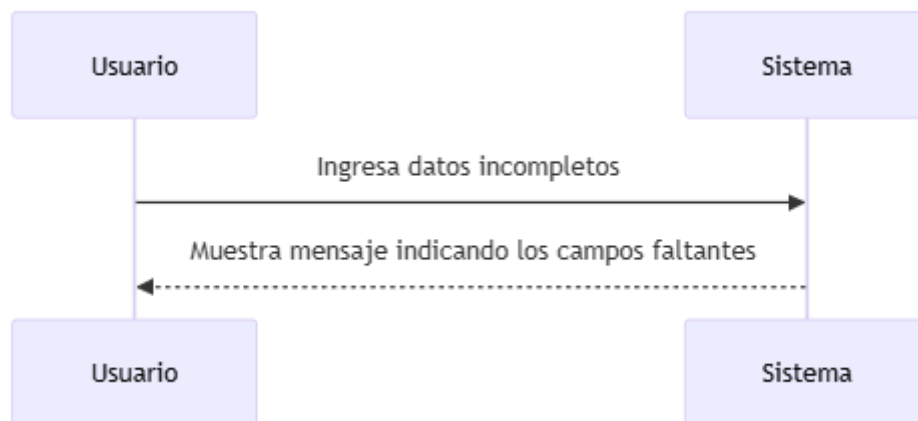 Usuario
Sistema
Ingresa datos incompletos
Muestra mensaje indicando los campos faltantes
Usuario
Sistema